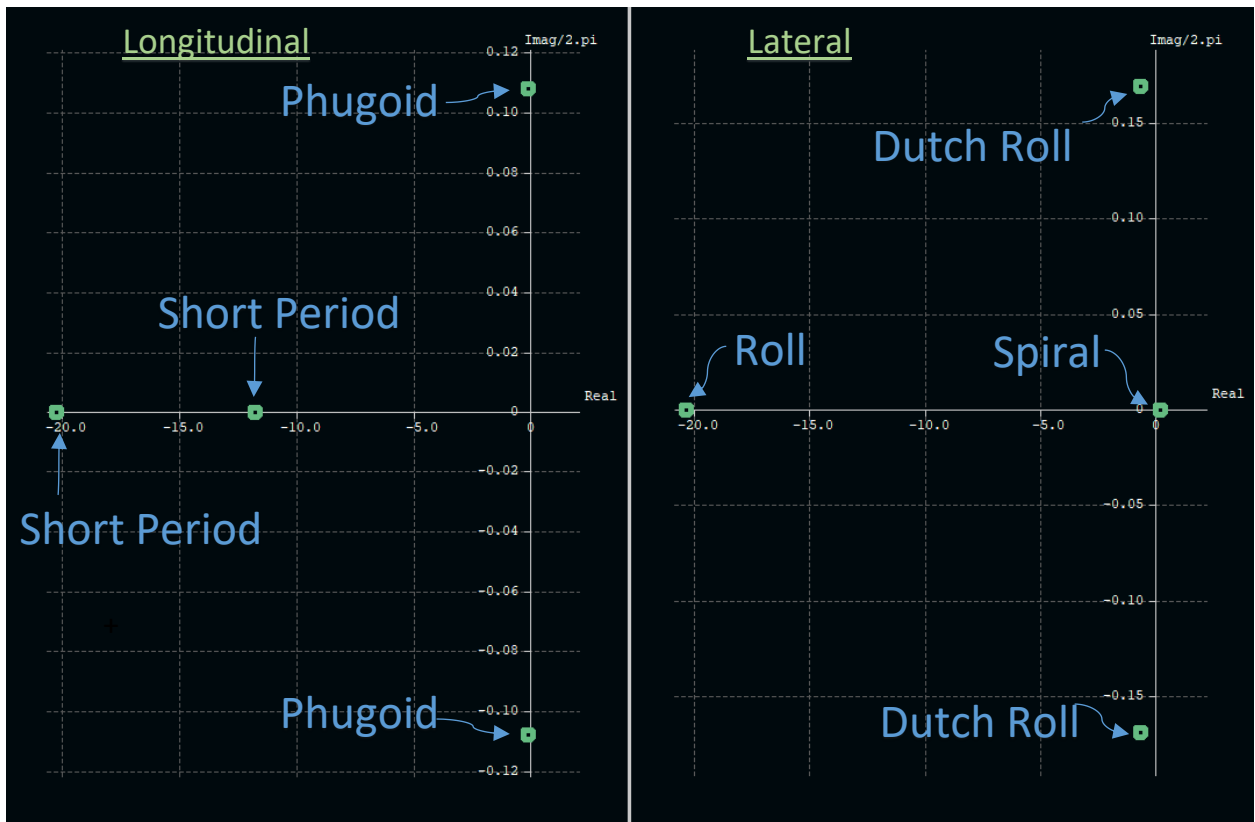 Longitudinal
Imag/2.pi
0.12
Phugoid
0.10
0.08
0.06
0.04
Short Period
0.02
Real
0
-20.0 -15.0 -10.0 -5.0 0
-0.02
Short Period
-0.04
-0.06
-0.08
Phugoid
-0.10
-0.12
Lateral
Imag/2.pi
Dutch Roll
0.15
0.10
0.05
Roll
Spiral
Real
0
-20.0 -15.0 -10.0 -5.0 0
-0.05
-0.10
-0.15
Dutch Roll